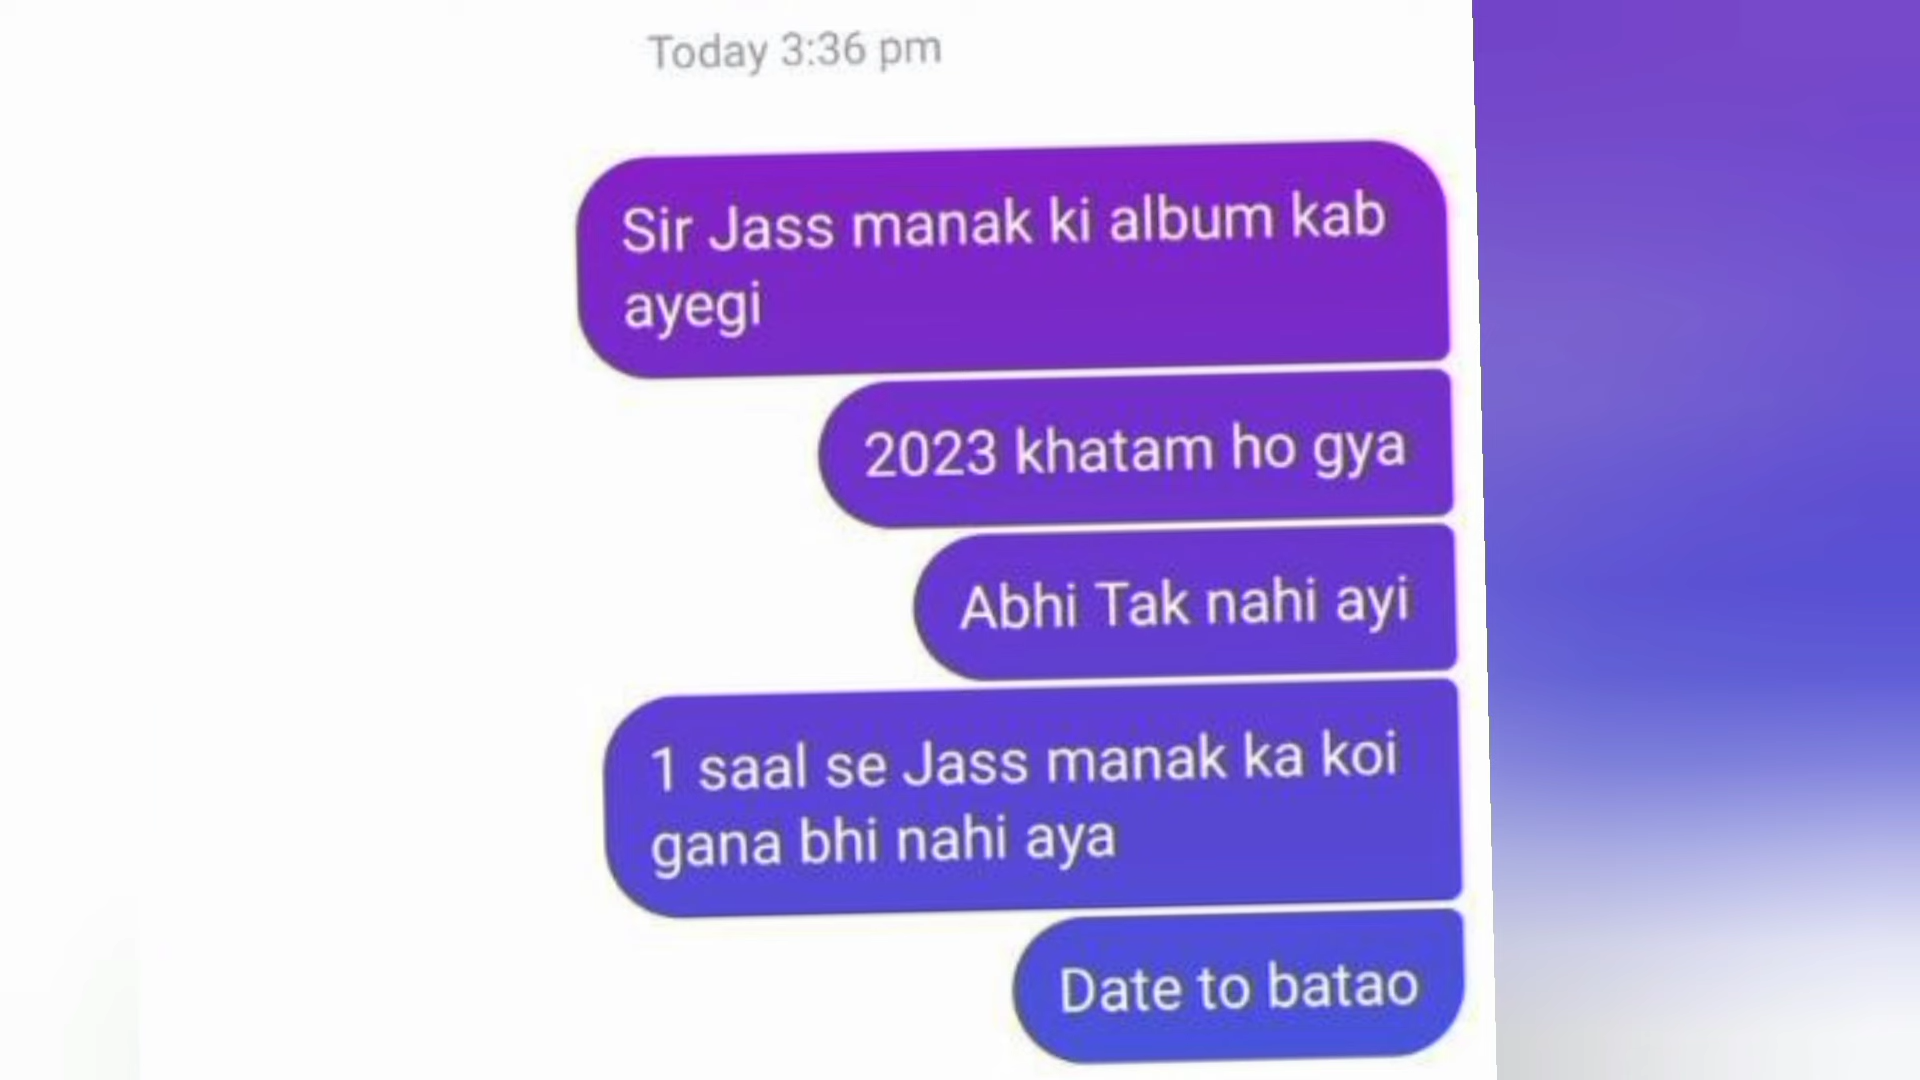 Today 3:36 pm
Sir Jass manak ki album kab
ayegi
2023 khatam ho gya
Abhi Tak nahi ayi
1 saal se Jass manak ka koi
gana bhi nahi aya
Date to batao